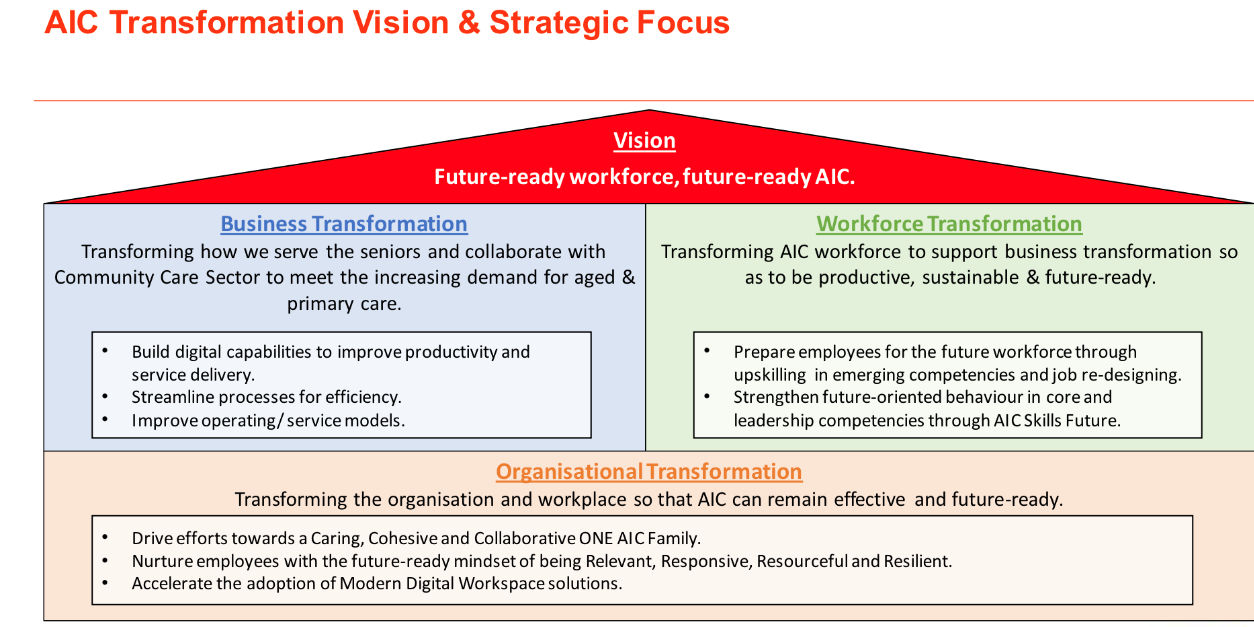 AIC Transformation Vision & Strategic Focus
Vision
Future-ready workforce, future-ready AIC.
Business Transformation
Transforming how we serve the seniors and collaborate with
Community Care Sector to meet the increasing demand for aged &
primary care.
• Build digital capabilities to improve productivity and
service delivery.
• Streamline processes for efficiency.
• Improve operating/ service models.
Workforce Transformation
Transforming AIC workforce to support business transformation so
as to be productive, sustainable & future-ready.
• Prepare employees for the future workforce through
upskilling in emerging competencies and job re-designing.
• Strengthen future-oriented behaviour in core and
leadership competencies through AIC Skills Future.
Organisational Transformation
Transforming the organisation and workplace so that AIC can remain effective and future-ready.
• Drive efforts towards a Caring, Cohesive and Collaborative ONE AIC Family.
• Nurture employees with the future-ready mindset of being Relevant, Responsive, Resourceful and Resilient.
• Accelerate the adoption of Modern Digital Workspace solutions.